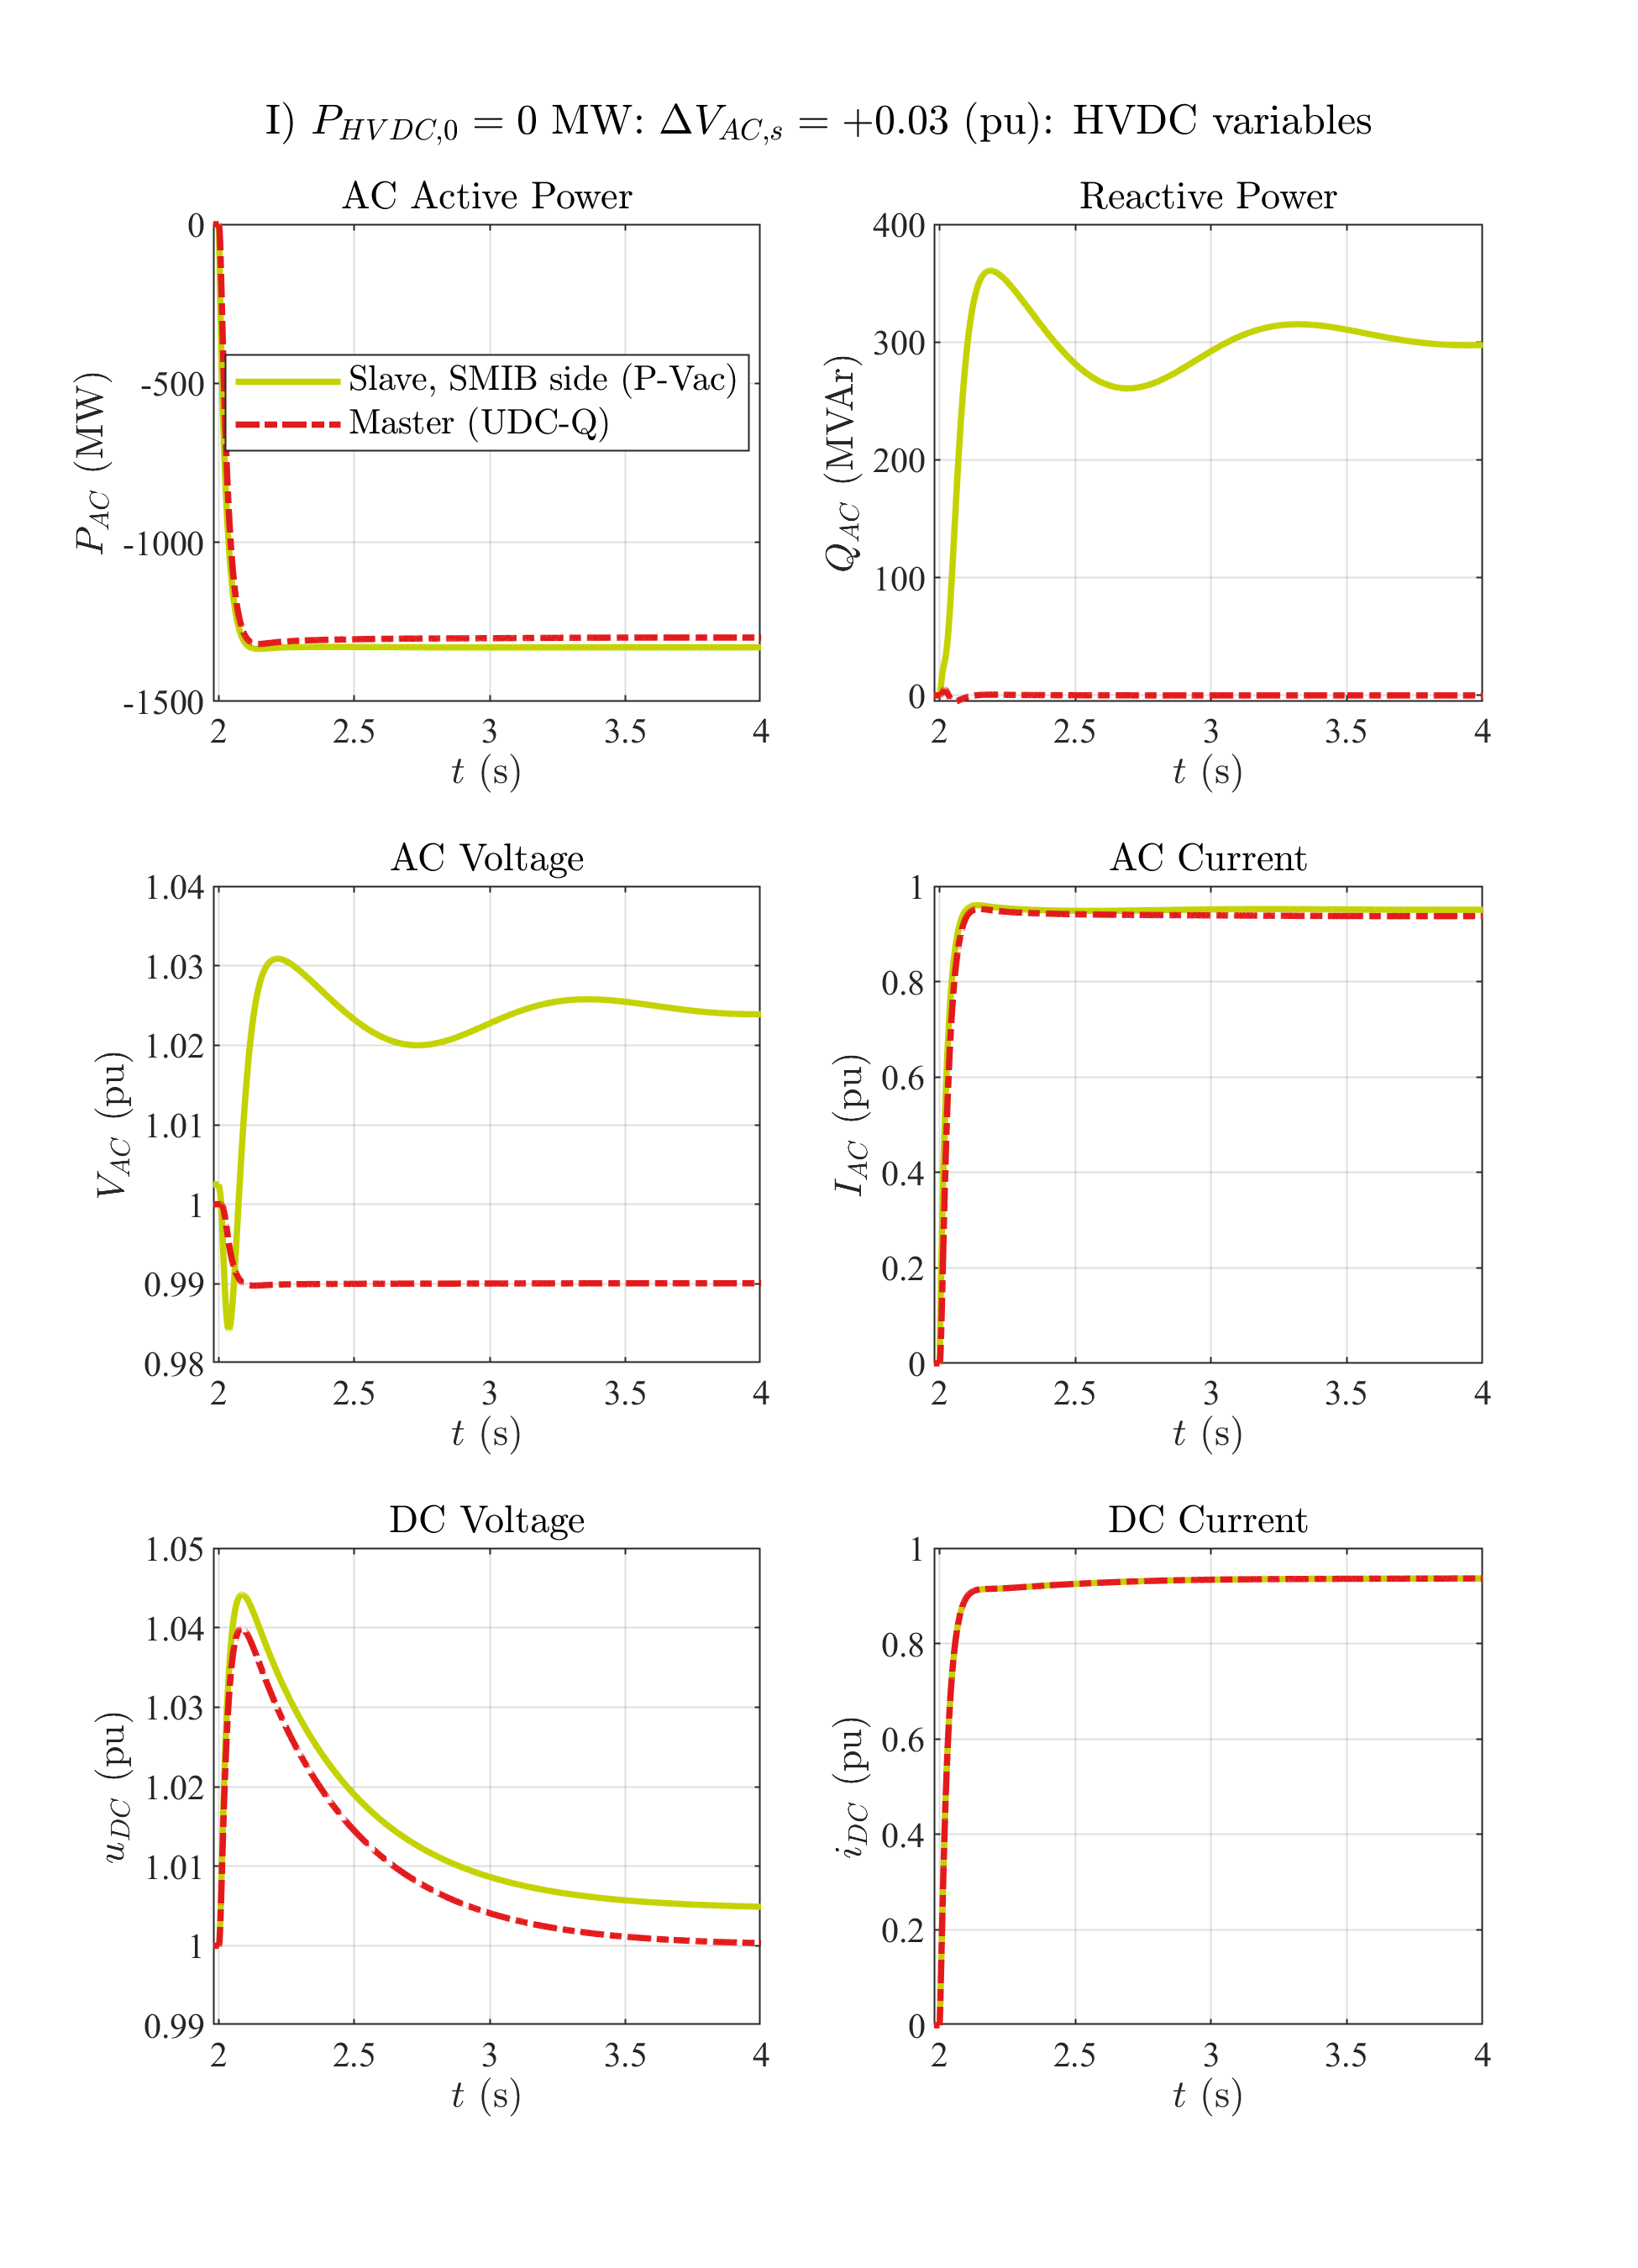 I) P_{HVDC,0} = 0 MW: ΔV_{AC,s} = +0.03 (pu): HVDC variables
AC Active Power
P_{AC} (MW)
0
-500
-1000
-1500
Slave, SMIB side (P-Vac)
Master (UDC-Q)
2 2.5 3 3.5 4
t (s)
Reactive Power
Q_{AC} (MVAr)
400
300
200
100
0
2 2.5 3 3.5 4
t (s)
AC Voltage
V_{AC} (pu)
1.04
1.03
1.02
1.01
1
0.99
0.98
2 2.5 3 3.5 4
t (s)
AC Current
I_{AC} (pu)
1
0.8
0.6
0.4
0.2
0
2 2.5 3 3.5 4
t (s)
DC Voltage
u_{DC} (pu)
1.05
1.04
1.03
1.02
1.01
1
0.99
2 2.5 3 3.5 4
t (s)
DC Current
i_{DC} (pu)
1
0.8
0.6
0.4
0.2
0
2 2.5 3 3.5 4
t (s)